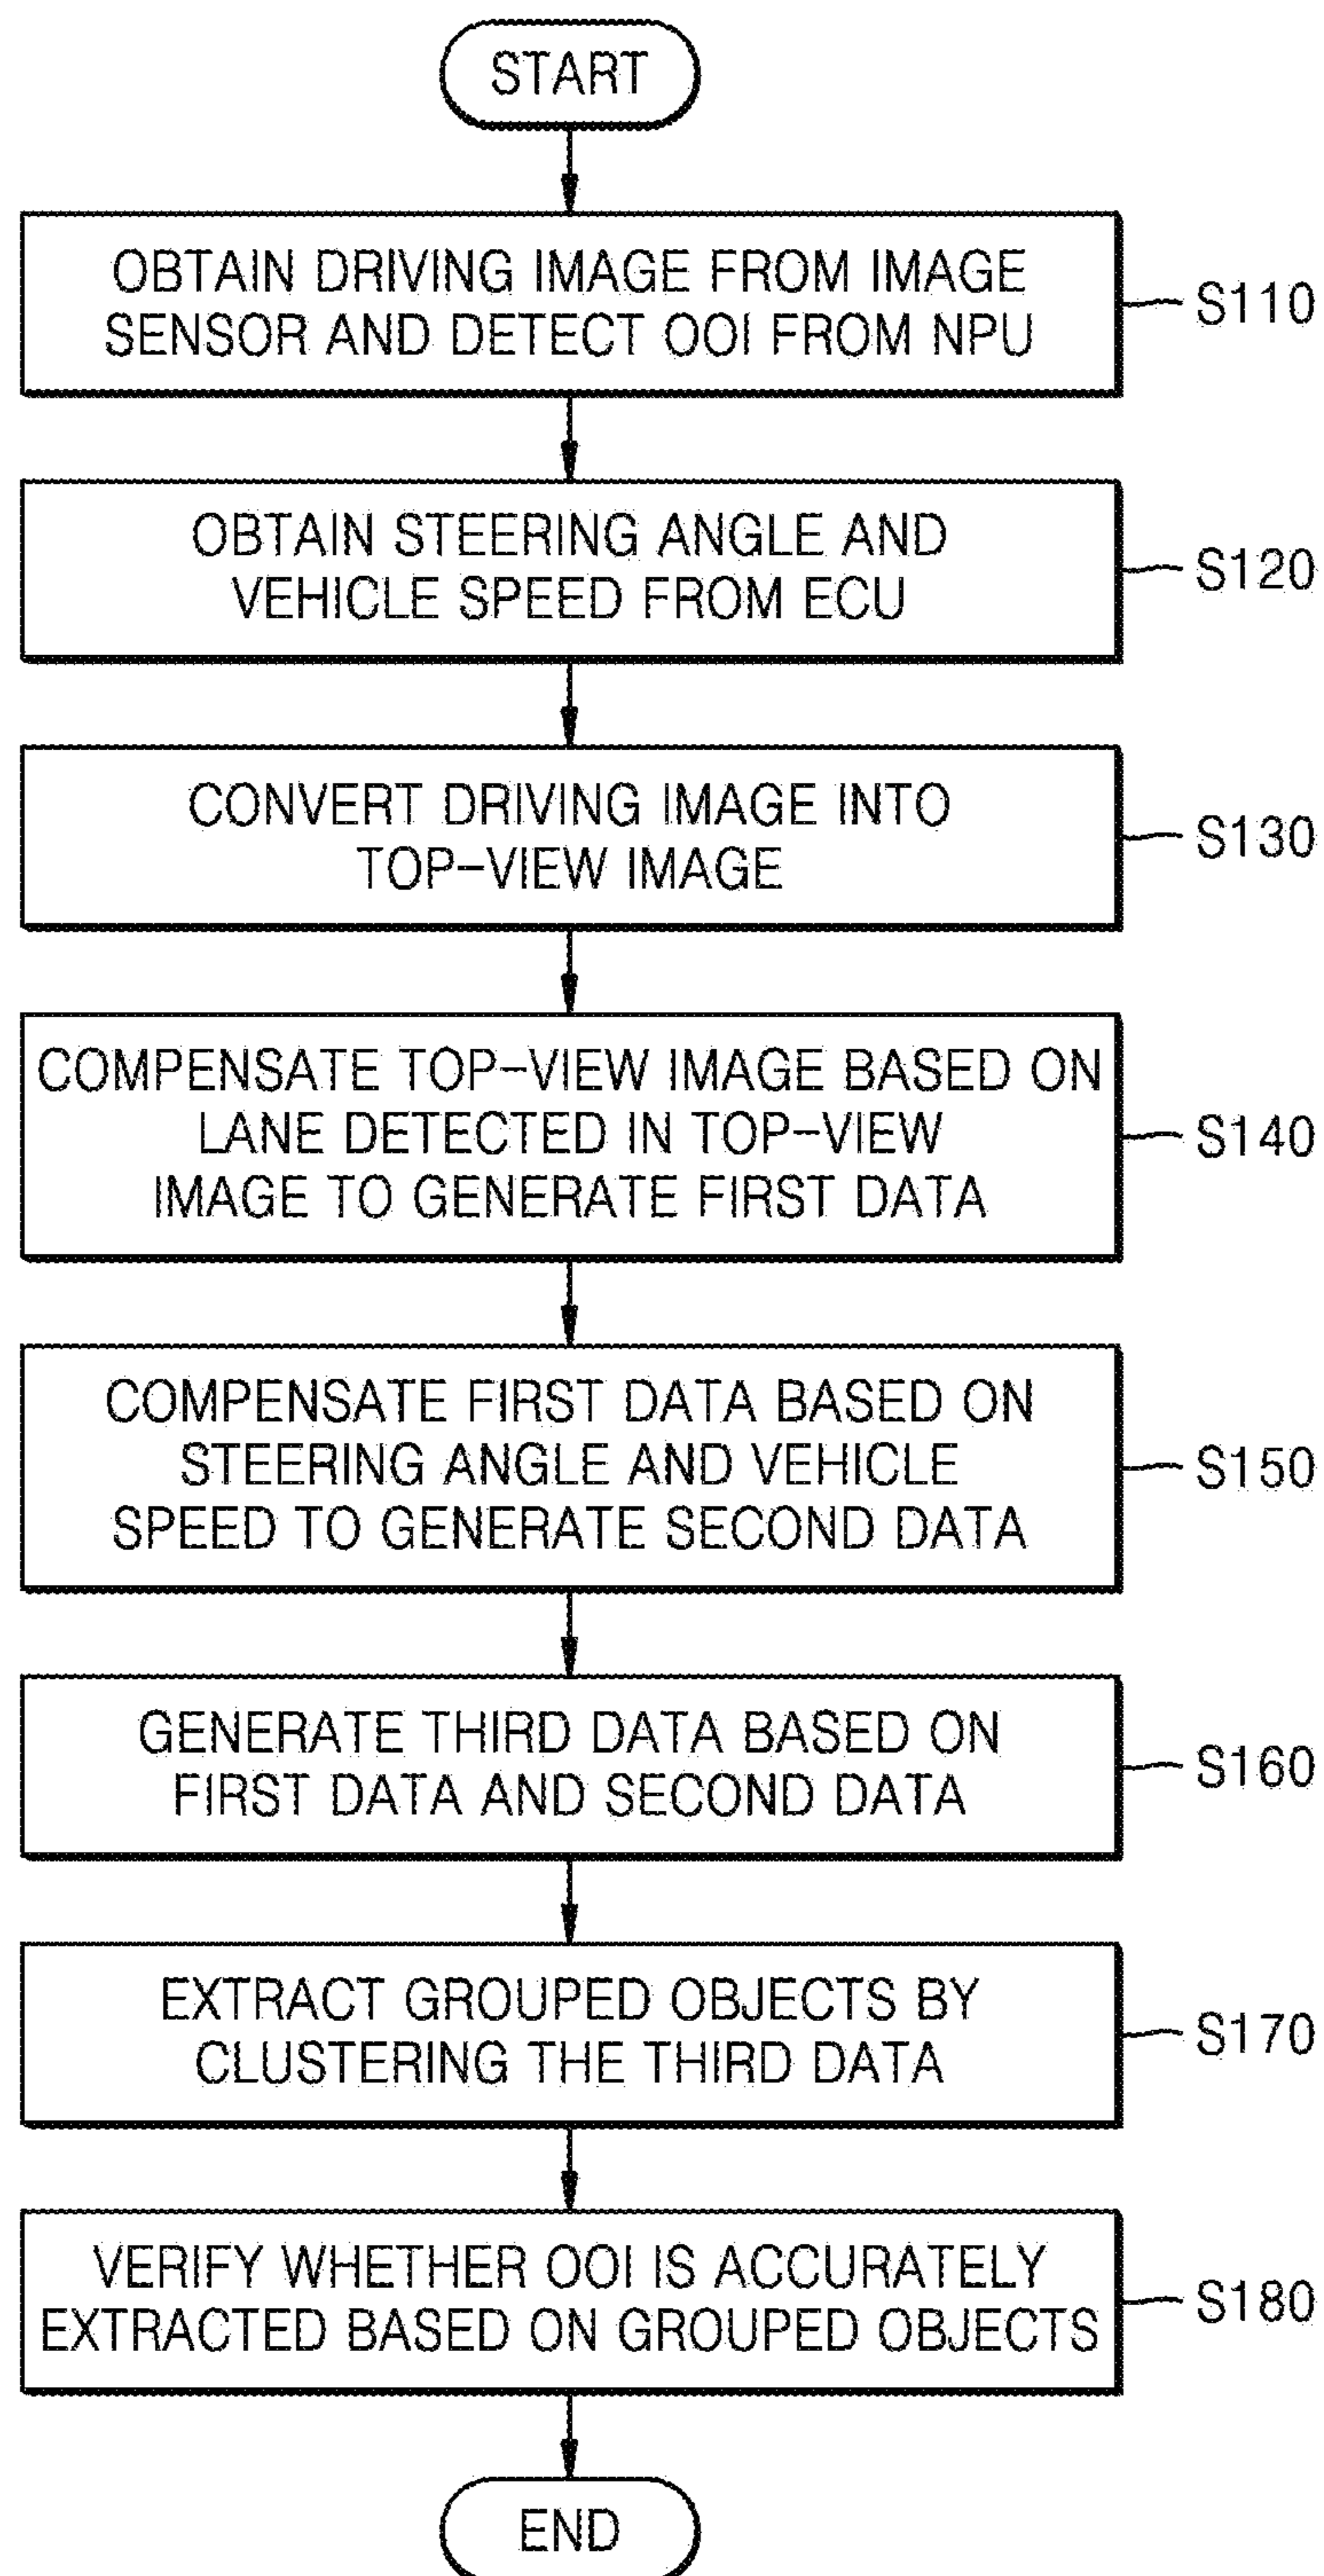 START
OBTAIN DRIVING IMAGE FROM IMAGE
SENSOR AND DETECT OOI FROM NPU
S110
OBTAIN STEERING ANGLE AND
VEHICLE SPEED FROM ECU
S120
CONVERT DRIVING IMAGE INTO
TOP-VIEW IMAGE
S130
COMPENSATE TOP-VIEW IMAGE BASED ON
LANE DETECTED IN TOP-VIEW
IMAGE TO GENERATE FIRST DATA
S140
COMPENSATE FIRST DATA BASED ON
STEERING ANGLE AND VEHICLE
SPEED TO GENERATE SECOND DATA
S150
GENERATE THIRD DATA BASED ON
FIRST DATA AND SECOND DATA
S160
EXTRACT GROUPED OBJECTS BY
CLUSTERING THE THIRD DATA
S170
VERIFY WHETHER OOI IS ACCURATELY
EXTRACTED BASED ON GROUPED OBJECTS
S180
END